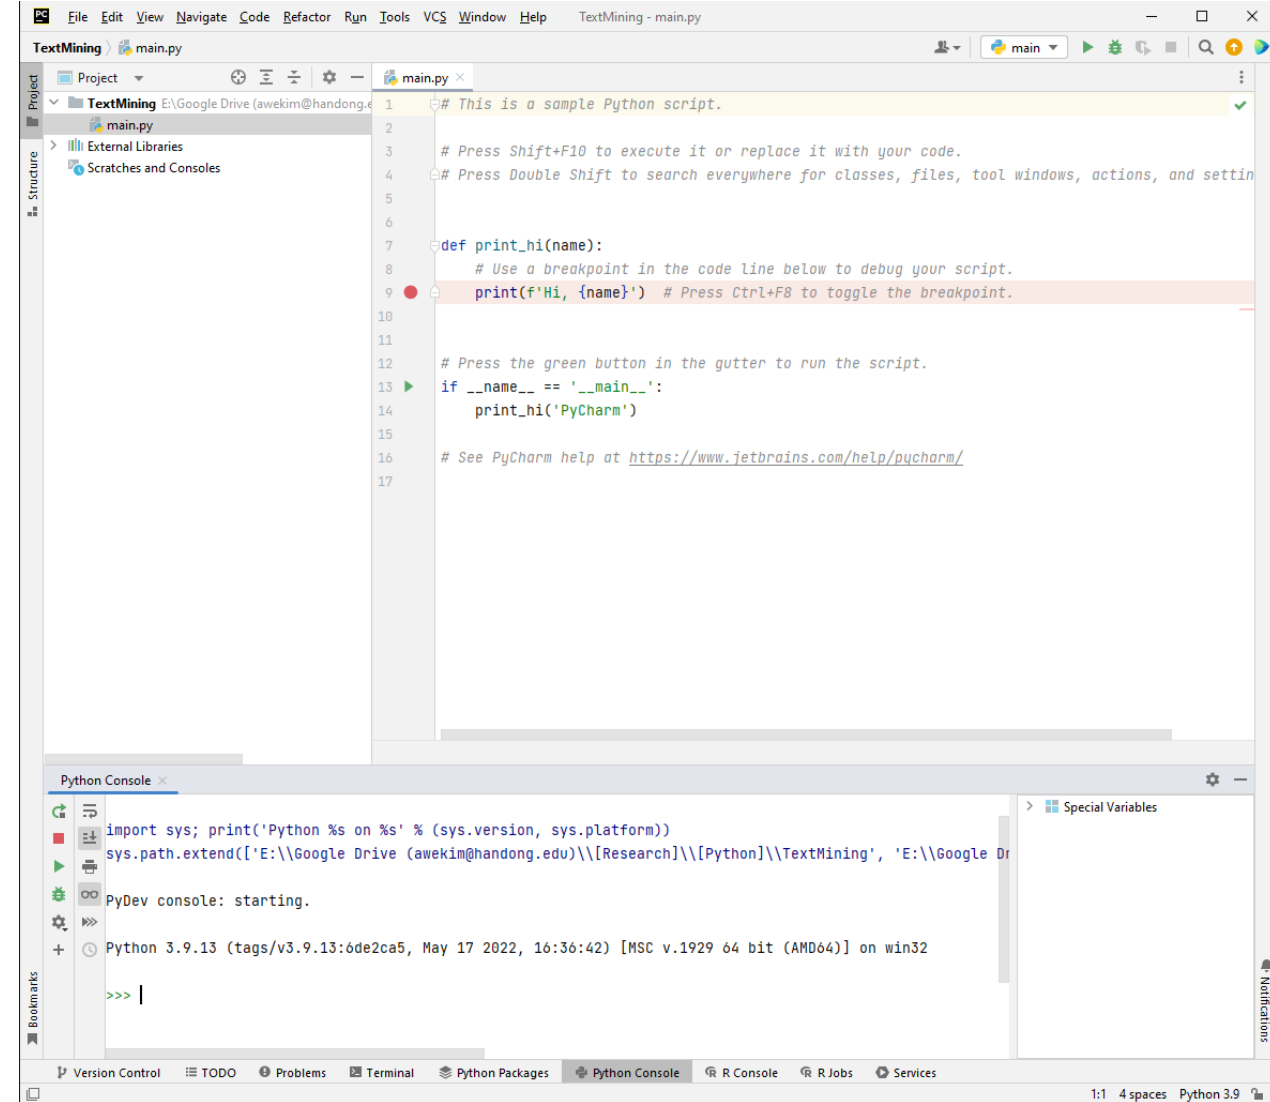 PC File Edit View Navigate Code Refactor Run Tools VCS Window Help TextMining - main.py
TextMining main.py main
Project
Project main.py
TextMining E:\Google Drive (awekim@handong.e
main.py
External Libraries
Scratches and Consoles
Structure
1 # This is a sample Python script.
2
3 # Press Shift+F10 to execute it or replace it with your code.
4 # Press Double Shift to search everywhere for classes, files, tool windows, actions, and settin
5
6
7 def print_hi(name):
8 # Use a breakpoint in the code line below to debug your script.
9 print(f'Hi, {name}') # Press Ctrl+F8 to toggle the breakpoint.
10
11
12 # Press the green button in the gutter to run the script.
13 if __name__ == '__main__':
14 print_hi('PyCharm')
15
16 # See PyCharm help at https://www.jetbrains.com/help/pycharm/
17
Python Console
import sys; print('Python %s on %s' % (sys.version, sys.platform))
sys.path.extend(['E:\\Google Drive (awekim@handong.edu)\\[Research]\\[Python]\\TextMining', 'E:\\Google Dr
PyDev console: starting.
Python 3.9.13 (tags/v3.9.13:6de2ca5, May 17 2022, 16:36:42) [MSC v.1929 64 bit (AMD64)] on win32
>>>
Special Variables
Bookmarks
Notifications
Version Control TODO Problems Terminal Python Packages Python Console R Console R Jobs Services
1:1 4 spaces Python 3.9